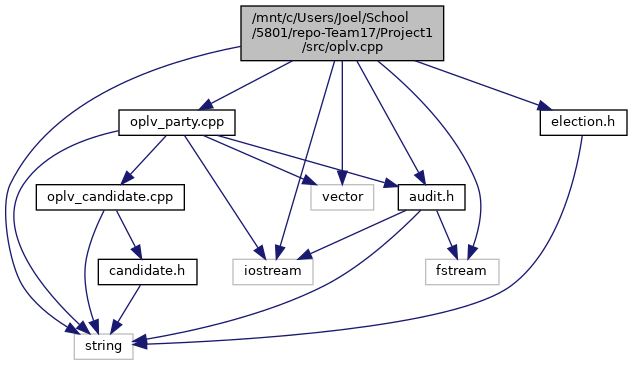 /mnt/c/Users/Joel/School
/5801/repo-Team17/Project1
/src/oplv.cpp
oplv_party.cpp
election.h
oplv_candidate.cpp
vector
audit.h
candidate.h
iostream
fstream
string